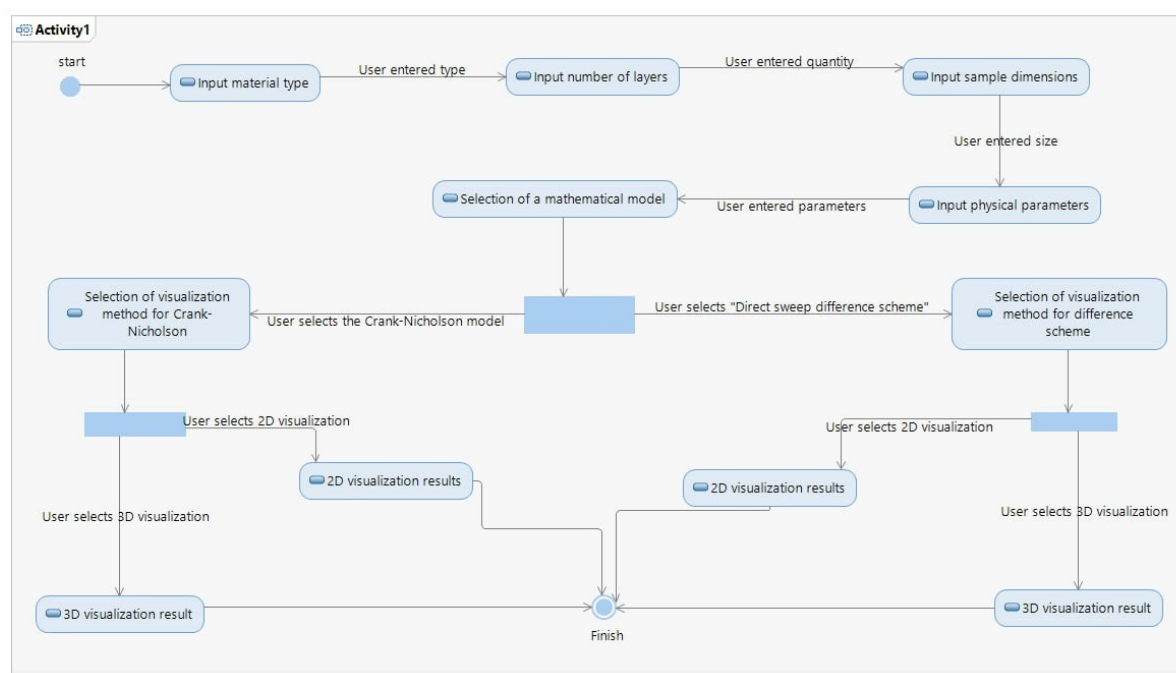 Activity1
start
Input material type
User entered type
Input number of layers
User entered quantity
Input sample dimensions
User entered size
Selection of a mathematical model
User entered parameters
Input physical parameters
Selection of visualization
method for Crank-
Nicholson
User selects the Crank-Nicholson model
User selects "Direct sweep difference scheme"
Selection of visualization
method for difference
scheme
User selects 2D visualization
User selects 2D visualization
2D visualization results
2D visualization results
User selects 3D visualization
User selects 3D visualization
3D visualization result
3D visualization result
Finish